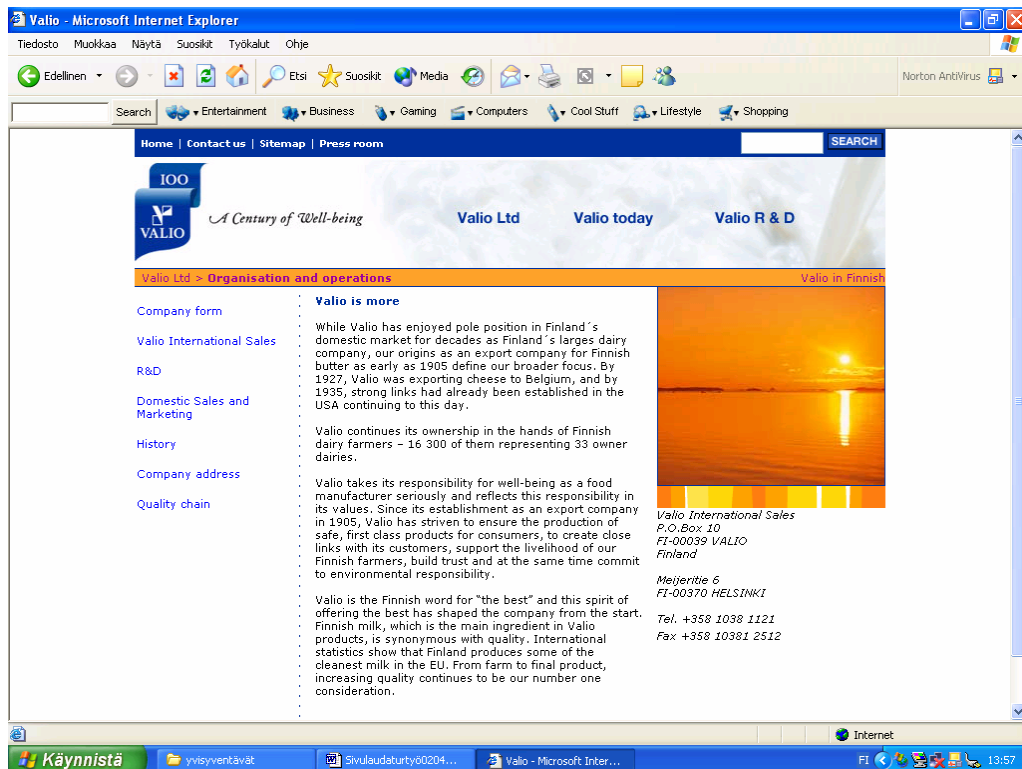 Valio - Microsoft Internet Explorer
Tiedosto Muokkaa Näytä Suosikit Työkalut Ohje
Edellinen Etsi Suosikit Media Norton AntiVirus
Search Entertainment Business Gaming Computers Cool Stuff Lifestyle Shopping
Home | Contact us | Sitemap | Press room SEARCH
100
VALIO
A Century of Well-being
Valio Ltd Valio today Valio R & D
Valio Ltd > Organisation and operations Valio in Finnish
Company form
Valio International Sales
R&D
Domestic Sales and
Marketing
History
Company address
Quality chain
Valio is more
While Valio has enjoyed pole position in Finland´s
domestic market for decades as Finland´s larges dairy
company, our origins as an export company for Finnish
butter as early as 1905 define our broader focus. By
1927, Valio was exporting cheese to Belgium, and by
1935, strong links had already been established in the
USA continuing to this day.
Valio continues its ownership in the hands of Finnish
dairy farmers – 16 300 of them representing 33 owner
dairies.
Valio takes its responsibility for well-being as a food
manufacturer seriously and reflects this responsibility in
its values. Since its establishment as an export company
in 1905, Valio has striven to ensure the production of
safe, first class products for consumers, to create close
links with its customers, support the livelihood of our
Finnish farmers, build trust and at the same time commit
to environmental responsibility.
Valio is the Finnish word for “the best” and this spirit of
offering the best has shaped the company from the start.
Finnish milk, which is the main ingredient in Valio
products, is synonymous with quality. International
statistics show that Finland produces some of the
cleanest milk in the EU. From farm to final product,
increasing quality continues to be our number one
consideration.
Valio International Sales
P.O.Box 10
FI-00039 VALIO
Finland
Meijeritie 6
FI-00370 HELSINKI
Tel. +358 1038 1121
Fax +358 10381 2512
Internet
Käynnistä yvisyventävät Sivulaudaturtyö0204... Valio - Microsoft Inter... FI 13:57